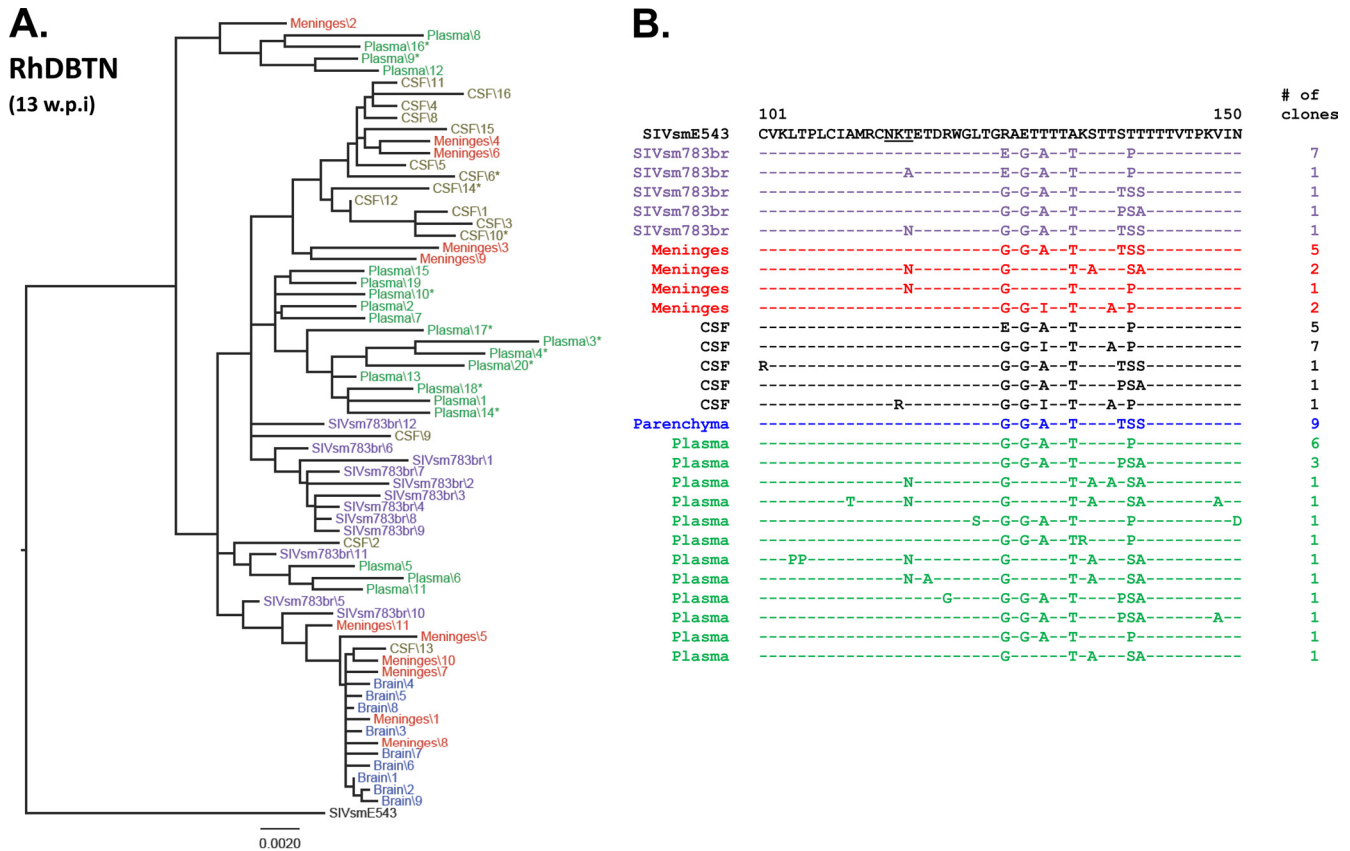 A.
RhDBTN
(13 w.p.i)
Meninges\2
Plasma\8
Plasma\16*
Plasma\9*
Plasma\12
CSF\11
CSF\16
CSF\4
CSF\8
CSF\15
Meninges\4
Meninges\6
CSF\5
CSF\6*
CSF\14*
CSF\12
CSF\1
CSF\3
CSF\10*
Meninges\3
Meninges\9
Plasma\15
Plasma\19
Plasma\10*
Plasma\2
Plasma\7
Plasma\17*
Plasma\3*
Plasma\4*
Plasma\20*
Plasma\13
Plasma\18*
Plasma\1
Plasma\14*
SIVsm783br\12
CSF\9
SIVsm783br\6
SIVsm783br\1
SIVsm783br\7
SIVsm783br\2
SIVsm783br\3
SIVsm783br\4
SIVsm783br\8
SIVsm783br\9
CSF\2
SIVsm783br\11
Plasma\5
Plasma\6
Plasma\11
SIVsm783br\5
SIVsm783br\10
Meninges\11
Meninges\5
CSF\13
Meninges\10
Meninges\7
Brain\4
Brain\5
Brain\8
Meninges\1
Brain\3
Meninges\8
Brain\7
Brain\6
Brain\1
Brain\2
Brain\9
SIVsmE543
0.0020
B.
# of
101 150 clones
SIVsmE543 CVKLTPLCIAMRCNKTETDRWGLTGRAETTTTAKSTTSTTTTTVTPKVIN
SIVsm783br -------------------------E-G-A--T-----P----------- 7
SIVsm783br ---------------A---------E-G-A--T-----P----------- 1
SIVsm783br -------------------------G-G-A--T----TSS---------- 1
SIVsm783br -------------------------G-G-A--T----PSA---------- 1
SIVsm783br ---------------N---------G------T-A---SA---------- 1
Meninges -------------------------G-G-A--T----TSS---------- 5
Meninges ---------------N---------G------T-A---SA---------- 2
Meninges ---------------N---------G------T-----P----------- 1
Meninges -------------------------G-G-I--T---A-P----------- 2
CSF -------------------------E-G-A--T-----P----------- 5
CSF -------------------------G-G-I--T---A-P----------- 7
CSF R------------------------G-G-A--T----TSS---------- 1
CSF -------------------------G-G-A--T----PSA---------- 1
CSF --------------R----------G-G-I--T---A-P----------- 1
Parenchyma -------------------------G-G-A--T----TSS---------- 9
Plasma -------------------------G-G-A--T-----P----------- 6
Plasma -------------------------G-G-A--T----PSA---------- 3
Plasma ---------------N---------G------T-A-A-SA---------- 1
Plasma ---------T-----N---------G------T-A---SA-------A-- 1
Plasma ----------------------S--G-G-A--T-----P----------D 1
Plasma -------------------------G-G-A--TR----P----------- 1
Plasma ---PP----------N---------G------T-A---SA---------- 1
Plasma ---------------N-A-------G------T-A---SA---------- 1
Plasma -------------------G-----G-G-A--T----PSA---------- 1
Plasma -------------------------G-G-A--T----PSA-------A-- 1
Plasma -------------------------G-G-A--T-----P----------- 1
Plasma -------------------------G------T-A---SA---------- 1